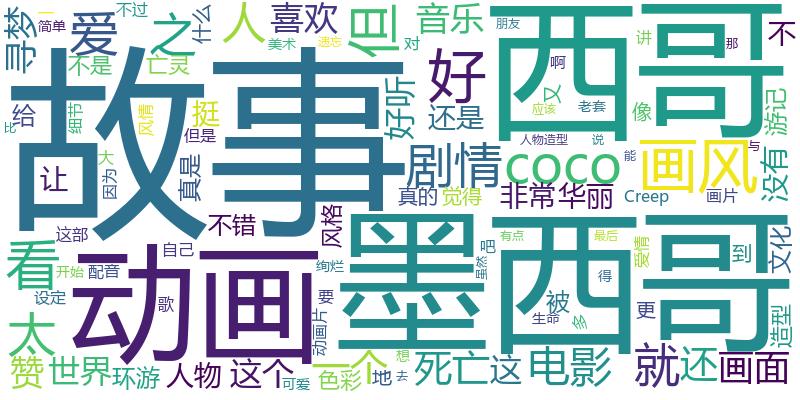 寻梦
简单
不过
什么
爱
之
人
喜欢
美术
遗忘
但
对
音乐
朋友
好
西哥
讲
那
不
不是
亡灵
给
细节
风情
挺
但是
故事
好听
还是
啊
又
老套
应该
像
游记
比
让
大
因为
真是
剧情
coco
人物造型
说
画风
能
与
没有
真的
觉得
非常华丽
Creep
画片
这部
自己
不错
风格
墨西哥
有点
吧
虽然
最后
爱情
到
文化
看
动画
绚烂
开始
配音
设定
歌
要
动画片
被
得
生命
多
更
造型
太
赞
世界
环游
人物
这个
可爱
一个
色彩
地
想
去
死亡
这
电影
就
还
画面